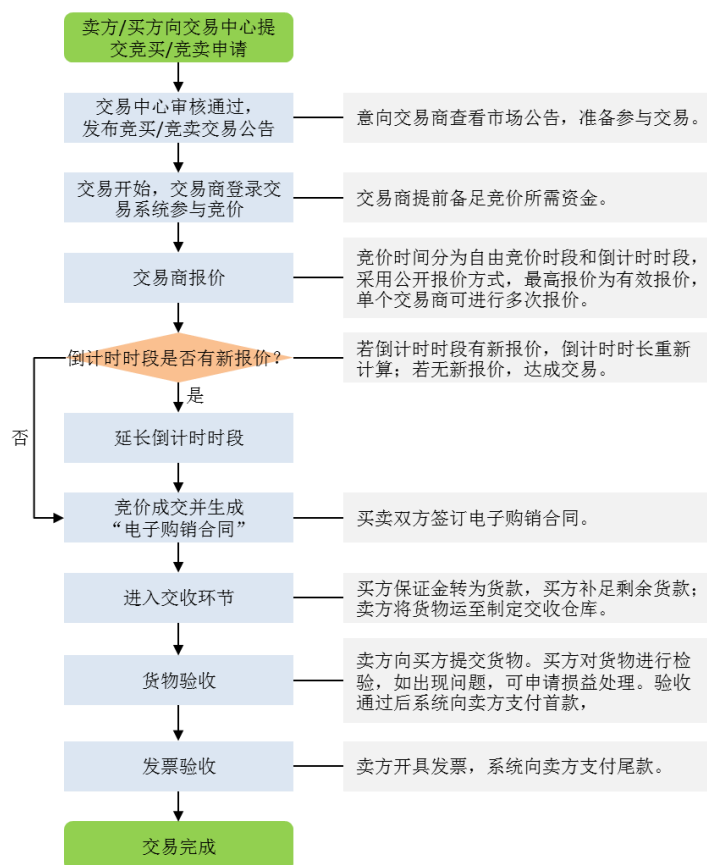 卖方/买方向交易中心提
交竞买/竞卖申请
交易中心审核通过，
发布竞买/竞卖交易公告
意向交易商查看市场公告，准备参与交易。
交易开始，交易商登录交
易系统参与竞价
交易商提前备足竞价所需资金。
交易商报价
竞价时间分为自由竞价时段和倒计时时段，
采用公开报价方式，最高报价为有效报价，
单个交易商可进行多次报价。
倒计时时段是否有新报价？
若倒计时时段有新报价，倒计时时长重新
计算；若无新报价，达成交易。
是
否
延长倒计时时段
竞价成交并生成
“电子购销合同”
买卖双方签订电子购销合同。
进入交收环节
买方保证金转为货款，买方补足剩余货款；
卖方将货物运至制定交收仓库。
货物验收
卖方向买方提交货物。买方对货物进行检
验，如出现问题，可申请损益处理。验收
通过后系统向卖方支付首款，
发票验收
卖方开具发票，系统向卖方支付尾款。
交易完成